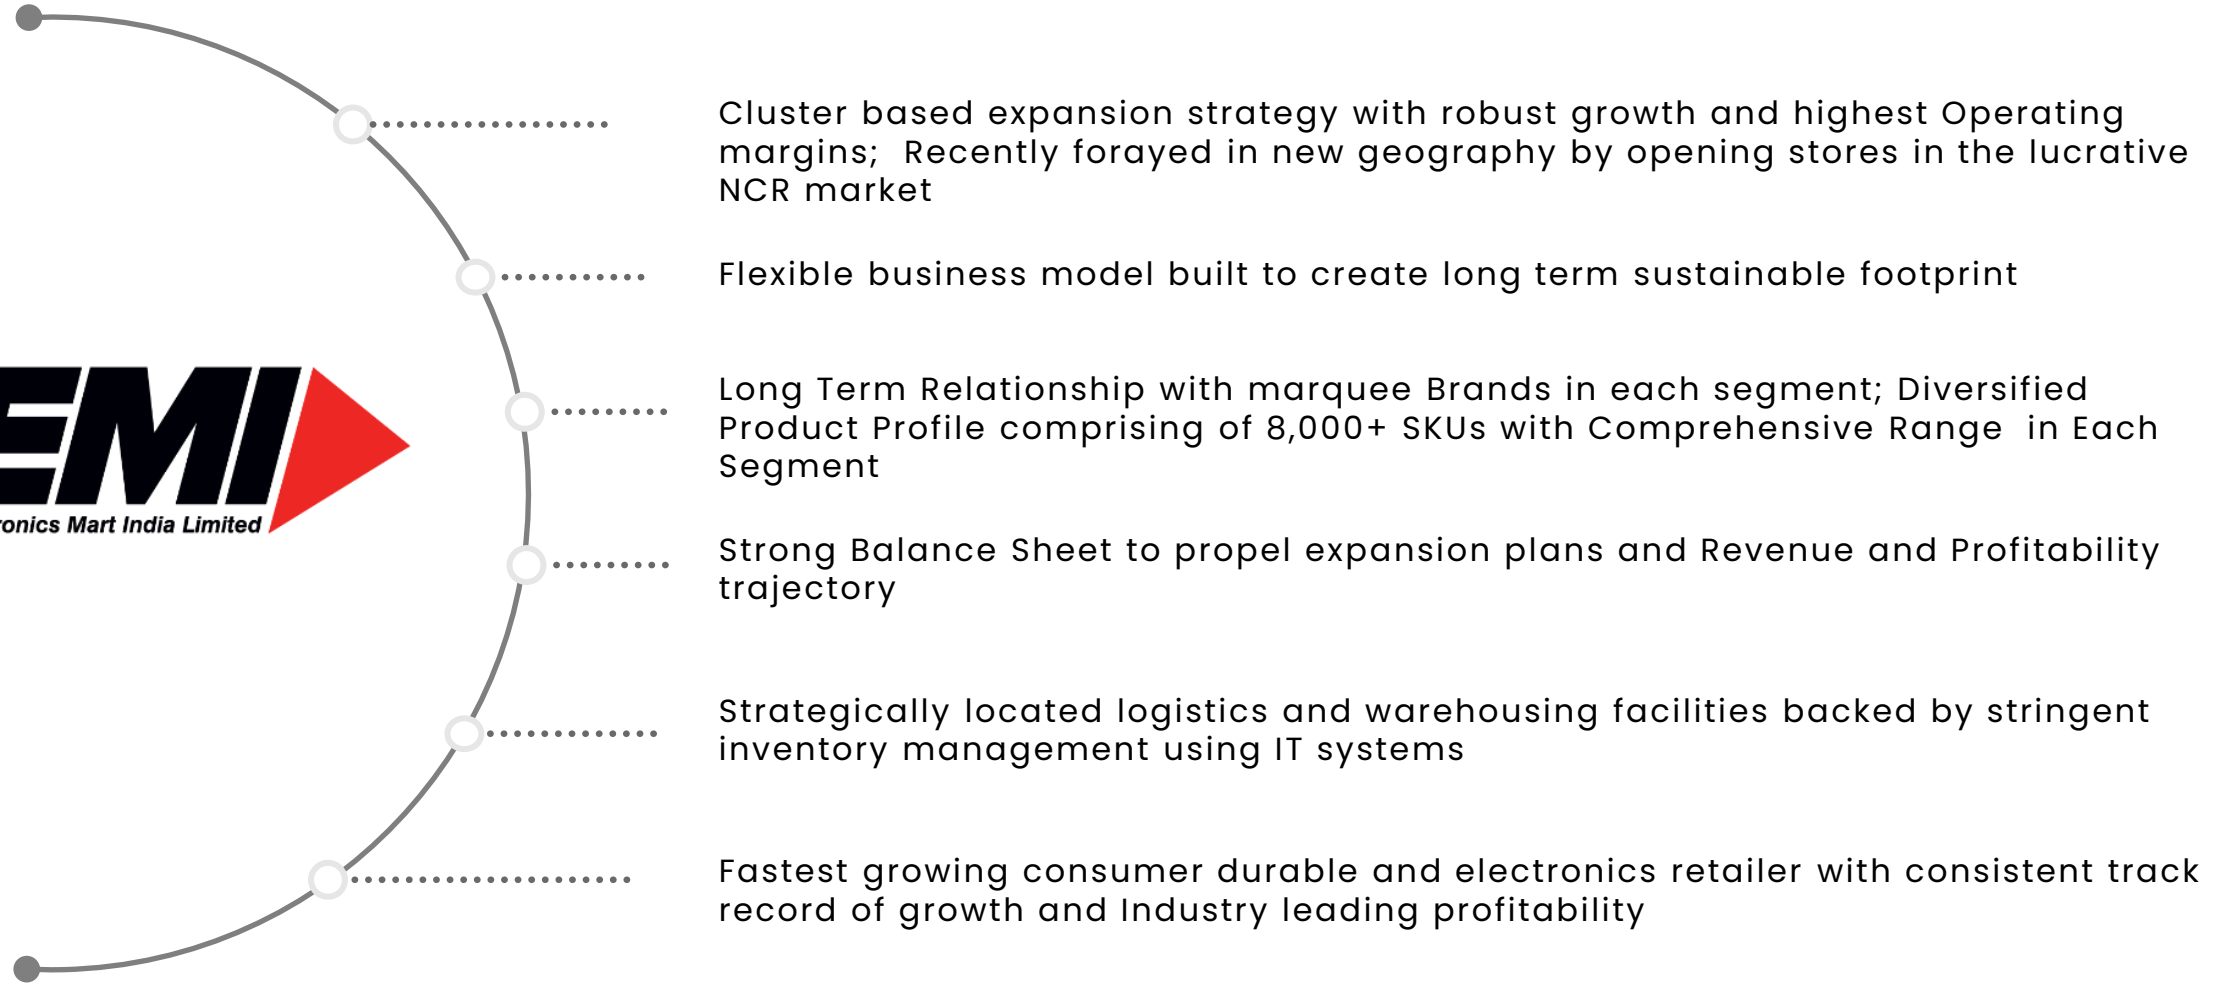 Cluster based expansion strategy with robust growth and highest Operating
margins;  Recently forayed in new geography by opening stores in the lucrative
NCR market
Flexible business model built to create long term sustainable footprint
EMI
ronics Mart India Limited
Long Term Relationship with marquee Brands in each segment; Diversified
Product Profile comprising of 8,000+ SKUs with Comprehensive Range  in Each
Segment
Strong Balance Sheet to propel expansion plans and Revenue and Profitability
trajectory
Strategically located logistics and warehousing facilities backed by stringent
inventory management using IT systems
Fastest growing consumer durable and electronics retailer with consistent track
record of growth and Industry leading profitability